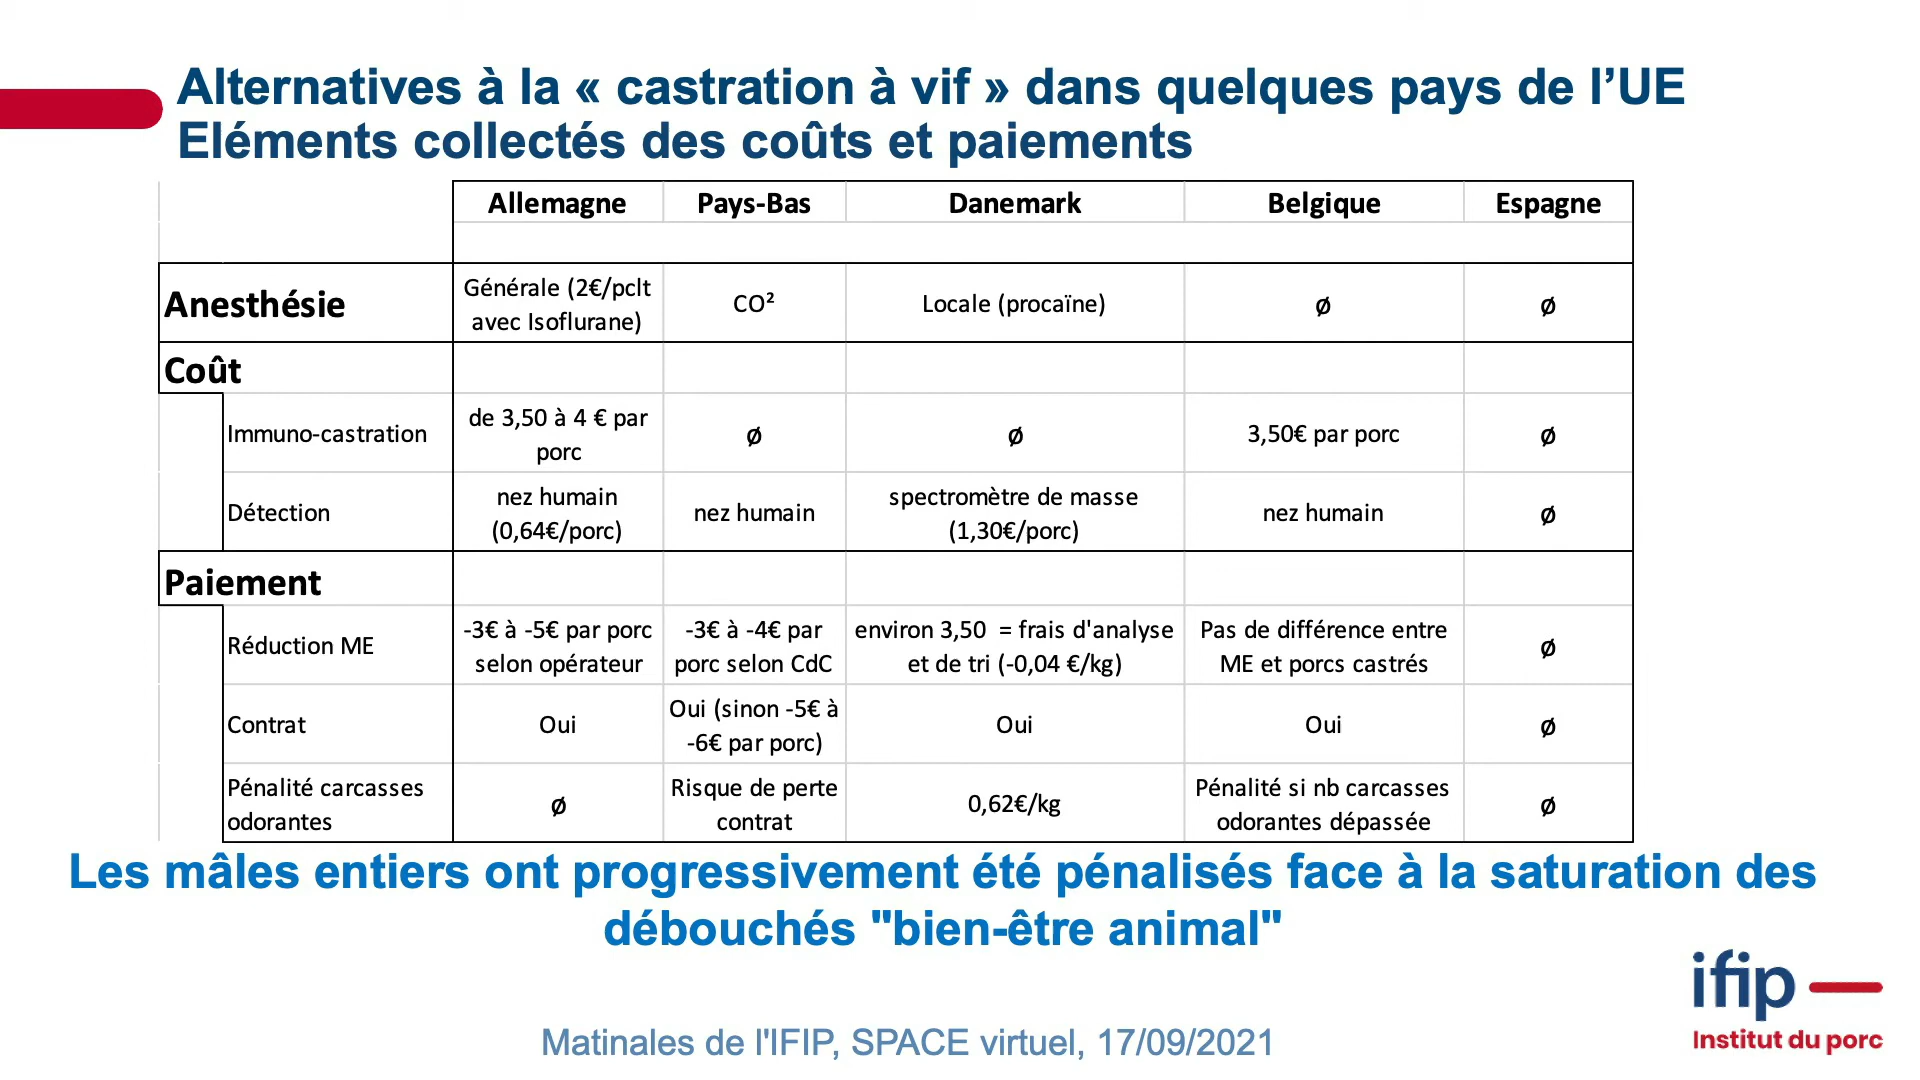 Alternatives à la « castration à vif » dans quelques pays de l’UE
Eléments collectés des coûts et paiements
Allemagne Pays-Bas Danemark Belgique Espagne
Anesthésie
Générale (2€/pclt
avec Isoflurane)
CO²
Locale (procaïne)
ø
ø
Coût
Immuno-castration
de 3,50 à 4 € par
porc
ø
ø
3,50€ par porc
ø
Détection
nez humain
(0,64€/porc)
nez humain
spectromètre de masse
(1,30€/porc)
nez humain
ø
Paiement
Réduction ME
-3€ à -5€ par porc
selon opérateur
-3€ à -4€ par
porc selon CdC
environ 3,50  = frais d'analyse
et de tri (-0,04 €/kg)
Pas de différence entre
ME et porcs castrés
ø
Contrat
Oui
Oui (sinon -5€ à
-6€ par porc)
Oui
Oui
ø
Pénalité carcasses
odorantes
ø
Risque de perte
contrat
0,62€/kg
Pénalité si nb carcasses
odorantes dépassée
ø
Les mâles entiers ont progressivement été pénalisés face à la saturation des
débouchés "bien-être animal"
ifip
Institut du porc
Matinales de l'IFIP, SPACE virtuel, 17/09/2021